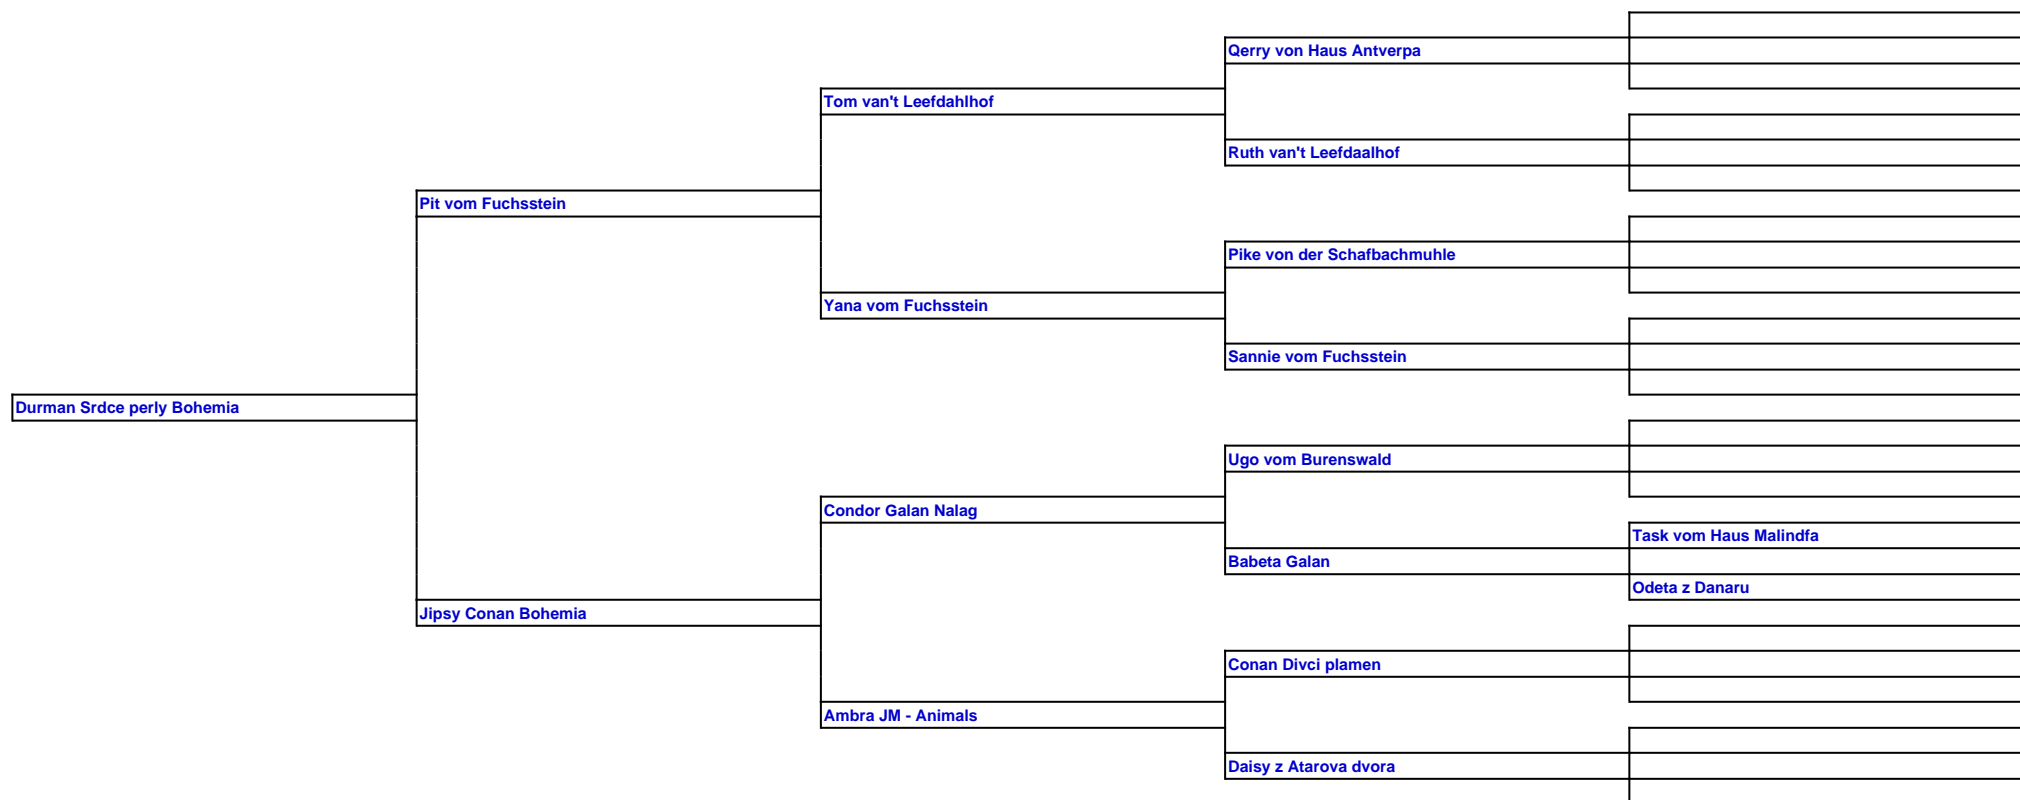 Qerry von Haus Antverpa
Tom van't Leefdahlhof
Ruth van't Leefdaalhof
Pit vom Fuchsstein
Pike von der Schafbachmuhle
Yana vom Fuchsstein
Sannie vom Fuchsstein
Durman Srdce perly Bohemia
Ugo vom Burenswald
Condor Galan Nalag
Task vom Haus Malindfa
Babeta Galan
Odeta z Danaru
Jipsy Conan Bohemia
Conan Divci plamen
Ambra JM - Animals
Daisy z Atarova dvora